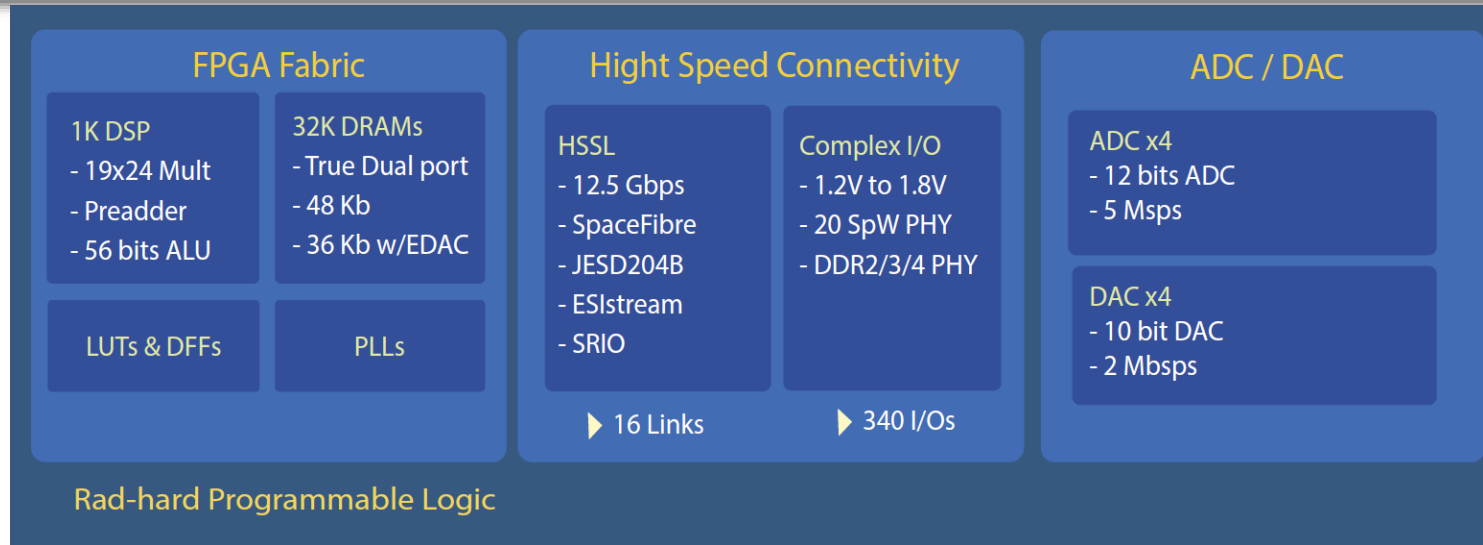 FPGA Fabric
1K DSP
- 19x24 Mult
- Preadder
- 56 bits ALU
32K DRAMs
- True Dual port
- 48 Kb
- 36 Kb w/EDAC
LUTs & DFFs
PLLs
Hight Speed Connectivity
HSSL
- 12.5 Gbps
- SpaceFibre
- JESD204B
- ESIstream
- SRIO
16 Links
Complex I/O
- 1.2V to 1.8V
- 20 SpW PHY
- DDR2/3/4 PHY
340 I/Os
ADC / DAC
ADC x4
- 12 bits ADC
- 5 Msps
DAC x4
- 10 bit DAC
- 2 Mbsps
Rad-hard Programmable Logic